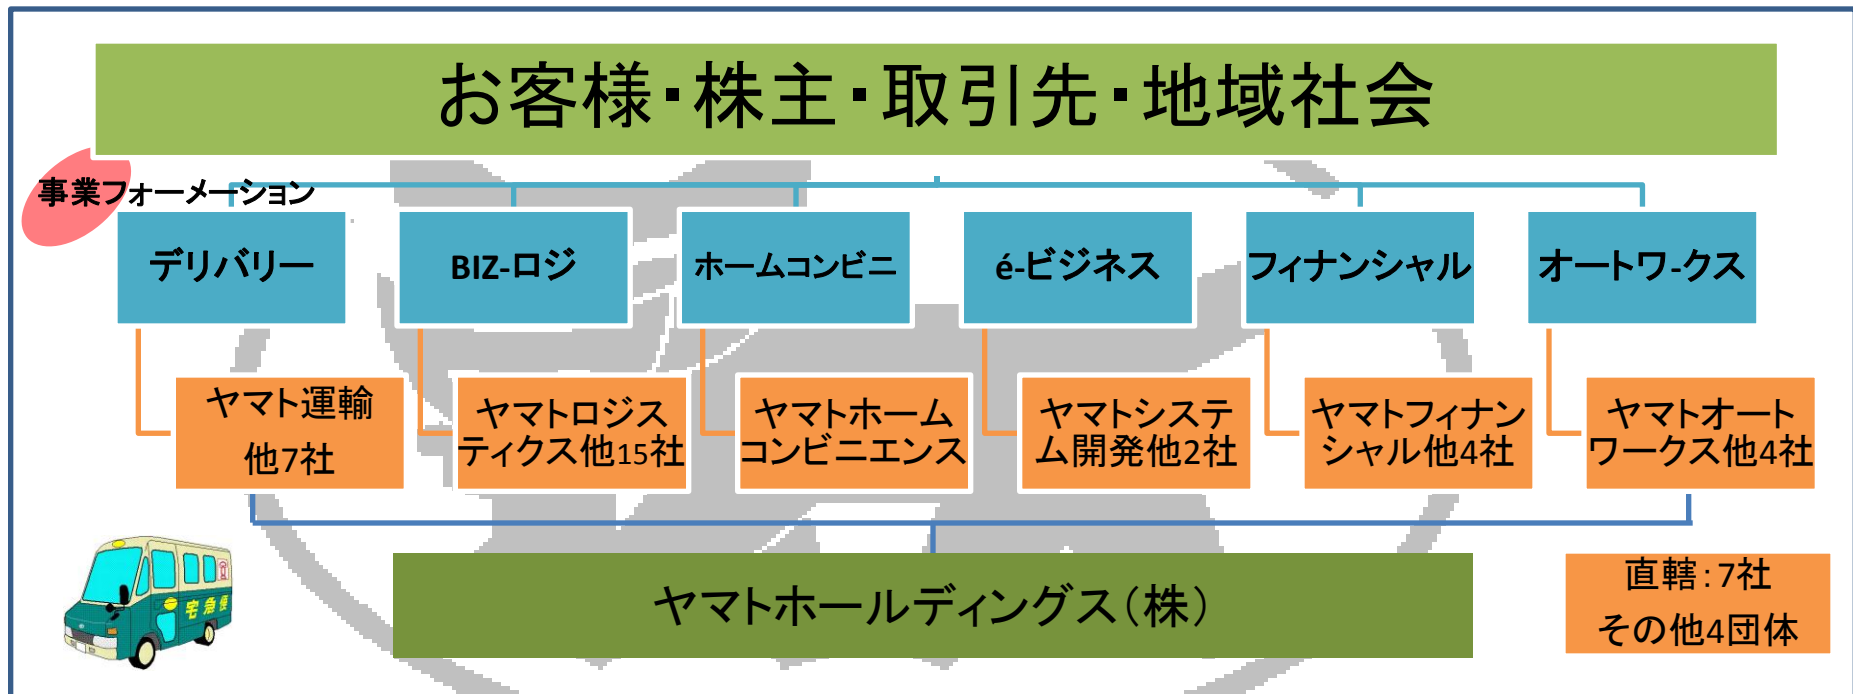 お客様・株主・取引先・地域社会
事業フォーメーション
デリバリー
BIZ-ロジ
ホームコンビニ
é-ビジネス
フィナンシャル
オートワ-クス
ヤマト運輸
他7社
ヤマトロジス
ティクス他15社
ヤマトホーム
コンビニエンス
ヤマトシステ
ム開発他2社
ヤマトフィナン
シャル他4社
ヤマトオート
ワークス他4社
宅急便
ヤマトホールディングス(株)
直轄:7社
その他4団体